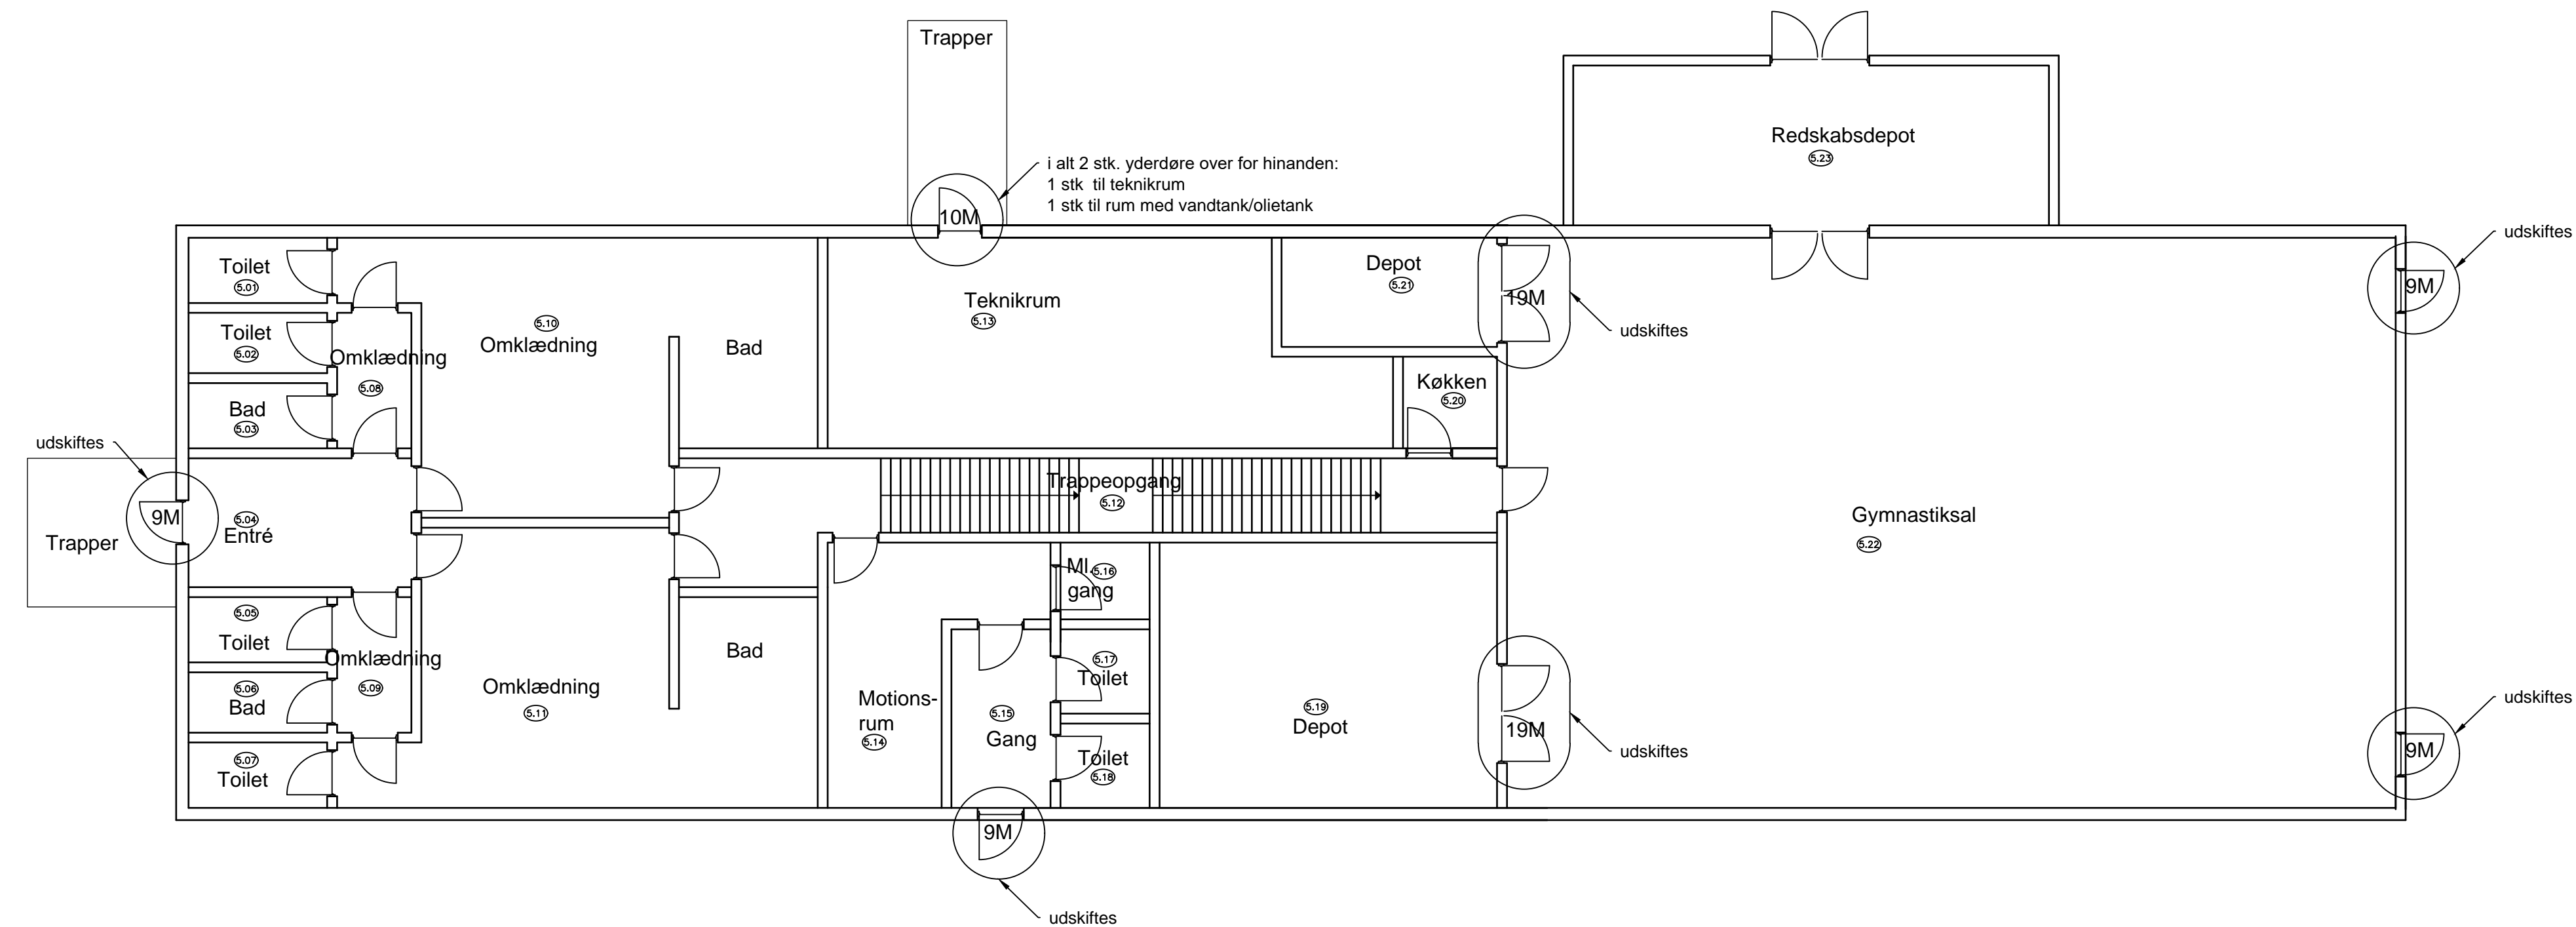 Trapper
i alt 2 stk. yderdøre over for hinanden:
1 stk  til teknikrum
1 stk til rum med vandtank/olietank
10M
Redskabsdepot
5.23
udskiftes
9M
Toilet
5.01
Toilet
5.02
Omklædning
5.08
Bad
5.03
5.10
Omklædning
Bad
Teknikrum
5.13
Depot
5.21
19M
udskiftes
Køkken
5.20
udskiftes
9M
Trapper
5.04
Entré
Trappeopgang
5.12
Gymnastiksal
5.22
5.05
Toilet
Omklædning
5.09
5.06
Bad
5.07
Toilet
Omklædning
5.11
Bad
Motions-
rum
5.14
Ml.
5.16
gang
5.15
Gang
5.17
Toilet
Toilet
5.18
5.19
Depot
19M
udskiftes
udskiftes
9M
9M
udskiftes